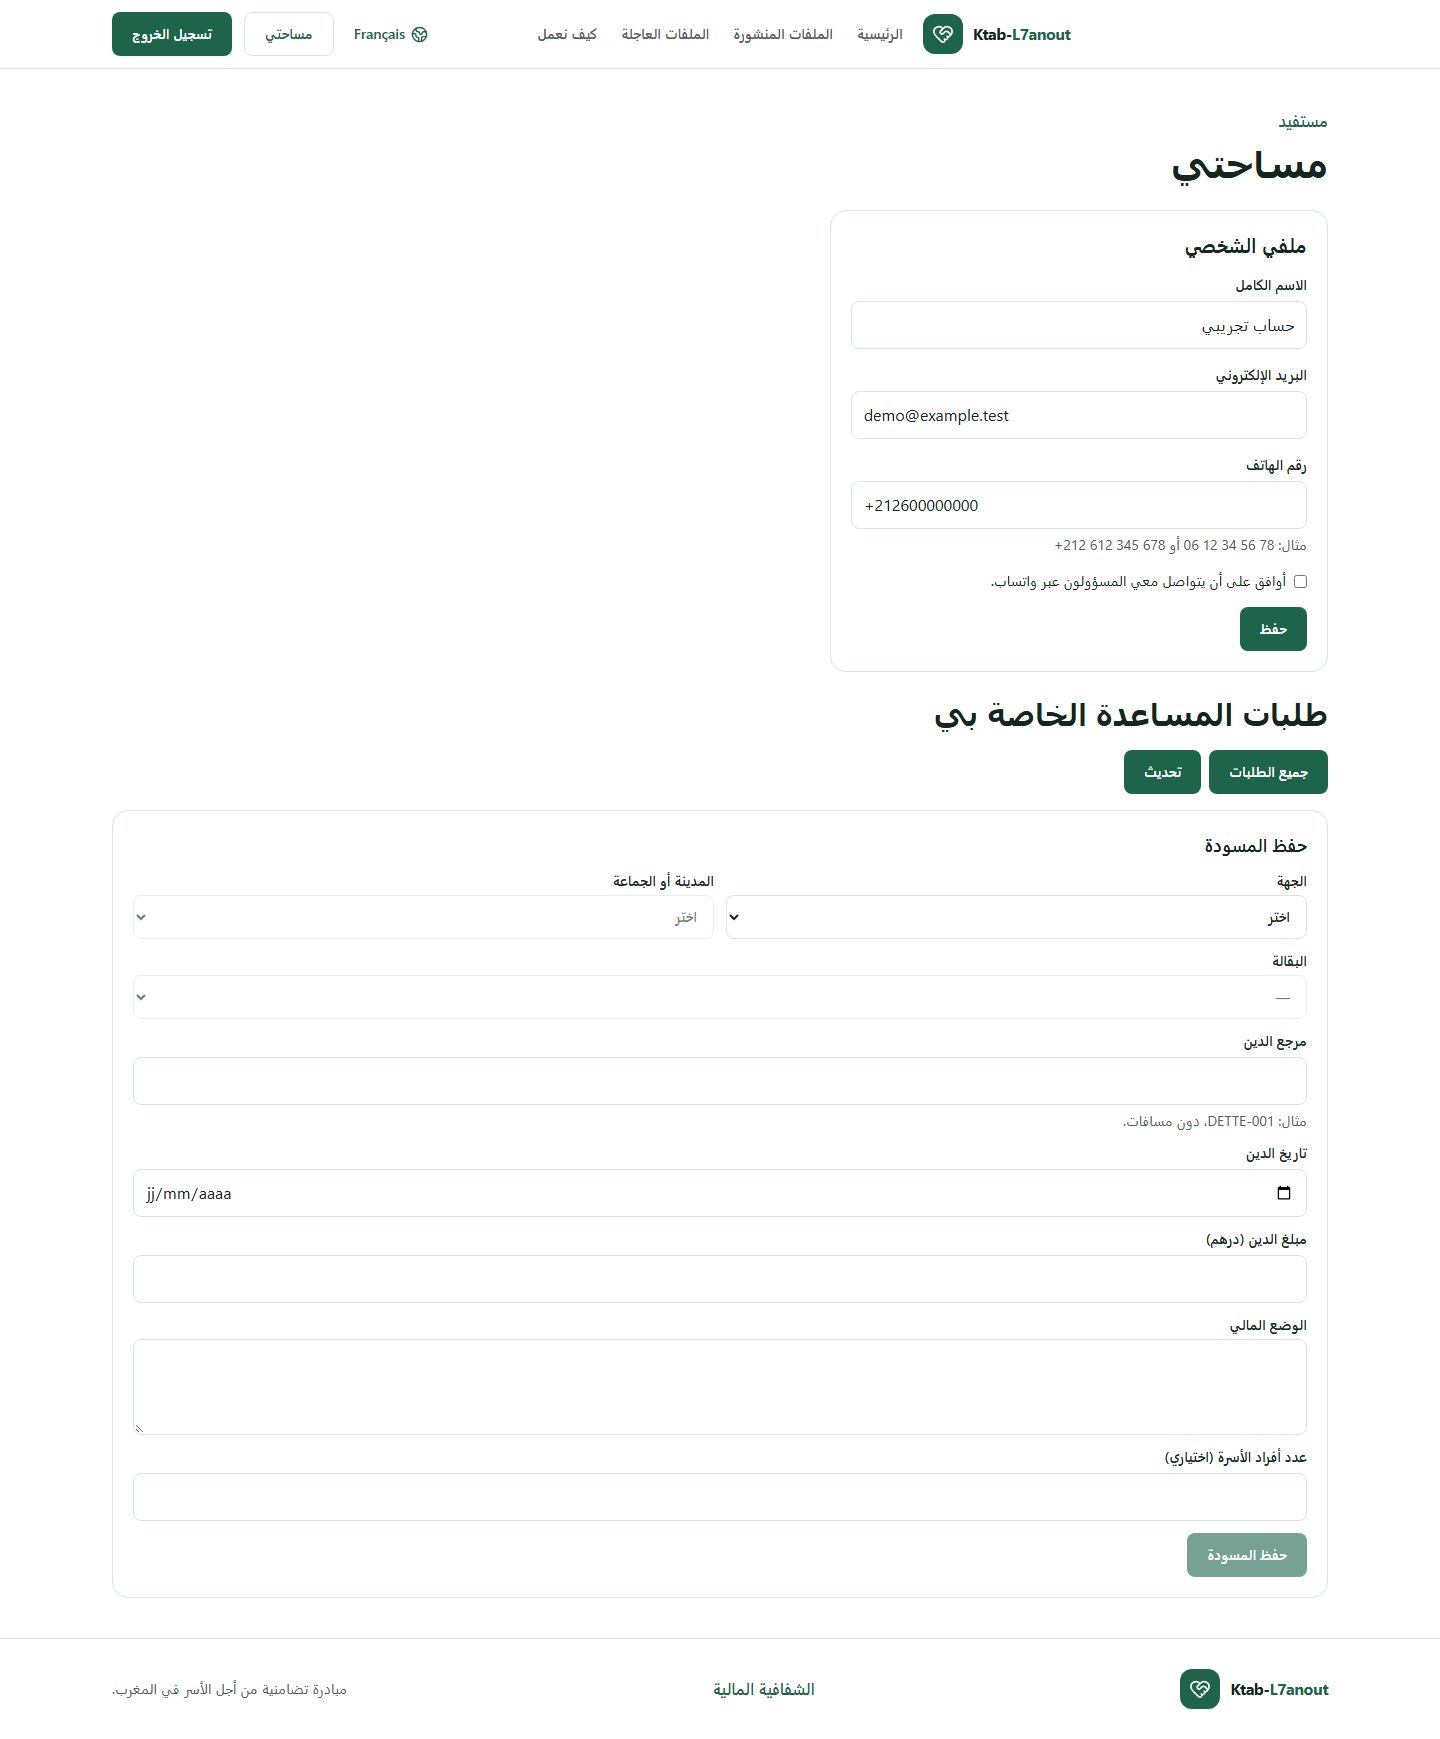 Ktab-L7anout
الرئيسية
الملفات المنشورة
الملفات العاجلة
كيف نعمل
Français
مساحتي
تسجيل الخروج
مستفيد
مساحتي
ملفي الشخصي
الاسم الكامل
حساب تجريبي
البريد الإلكتروني
demo@example.test
رقم الهاتف
+212600000000
مثال: 78 56 34 12 06 أو 678 345 612 212+
أوافق على أن يتواصل معي المسؤولون عبر واتساب.
حفظ
طلبات المساعدة الخاصة بي
جميع الطلبات
تحديث
حفظ المسودة
الجهة
المدينة أو الجماعة
اختر
اختر
البقالة
—
مرجع الدين
مثال: DETTE-001، دون مسافات.
تاريخ الدين
jj/mm/aaaa
مبلغ الدين (درهم)
الوضع المالي
عدد أفراد الأسرة (اختياري)
حفظ المسودة
Ktab-L7anout
الشفافية المالية
مبادرة تضامنية من أجل الأسر في المغرب.